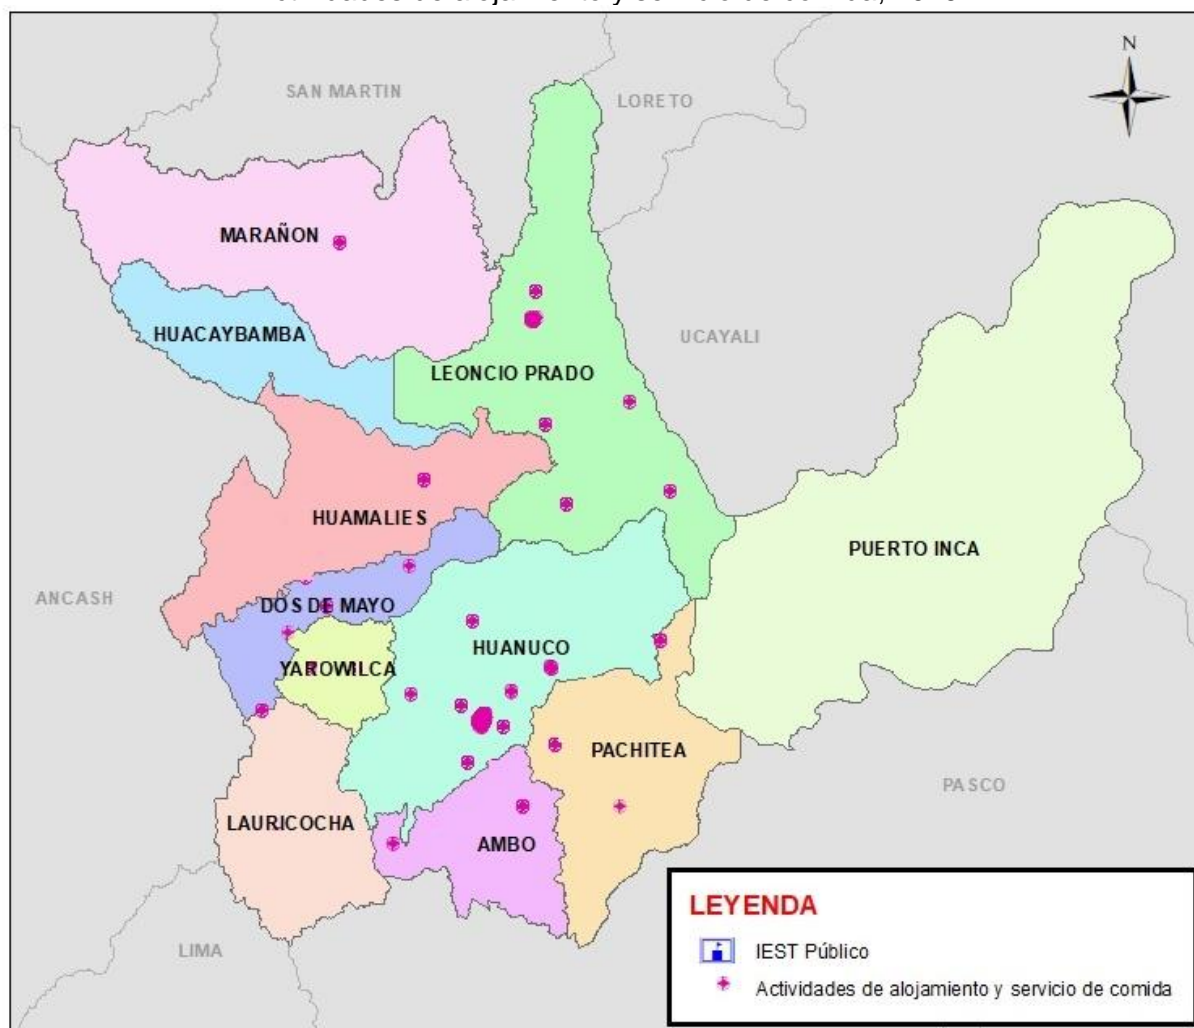 N
SAN MARTIN
LORETO
MARAÑON
HUACAYBAMBA
UCAYALI
LEONCIO PRADO
HUAMALIES
PUERTO INCA
ANCASH
DOS DE MAYO
HUANUCO
YAROWILCA
PACHITEA
PASCO
LAURICOCHA
AMBO
LIMA
LEYENDA
IEST Público
Actividades de alojamiento y servicio de comida